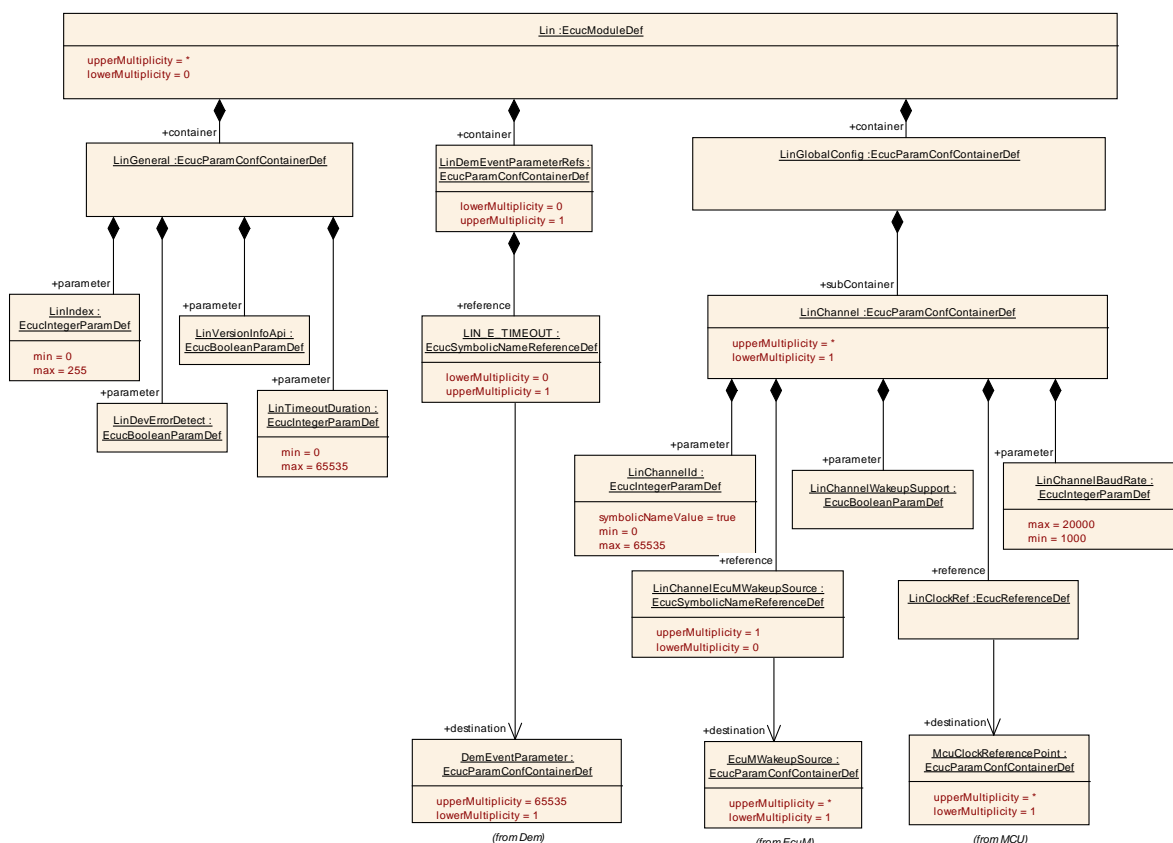 Lin :EcucModuleDef
upperMultiplicity = *
lowerMultiplicity = 0
+container
+container
+container
LinGeneral :EcucParamConfContainerDef
LinDemEventParameterRefs :
EcucParamConfContainerDef
lowerMultiplicity = 0
upperMultiplicity = 1
LinGlobalConfig :EcucParamConfContainerDef
+parameter
+parameter
+parameter
+parameter
+reference
+subContainer
LinIndex :
EcucIntegerParamDef
min = 0
max = 255
LinVersionInfoApi :
EcucBooleanParamDef
LinDevErrorDetect :
EcucBooleanParamDef
LinTimeoutDuration :
EcucIntegerParamDef
min = 0
max = 65535
LIN_E_TIMEOUT :
EcucSymbolicNameReferenceDef
lowerMultiplicity = 0
upperMultiplicity = 1
LinChannel :EcucParamConfContainerDef
upperMultiplicity = *
lowerMultiplicity = 1
+parameter
+parameter
+parameter
LinChannelId :
EcucIntegerParamDef
symbolicNameValue = true
min = 0
max = 65535
LinChannelWakeupSupport :
EcucBooleanParamDef
LinChannelBaudRate :
EcucIntegerParamDef
max = 20000
min = 1000
+reference
+reference
LinChannelEcuMWakeupSource :
EcucSymbolicNameReferenceDef
upperMultiplicity = 1
lowerMultiplicity = 0
LinClockRef :EcucReferenceDef
+destination
+destination
+destination
DemEventParameter :
EcucParamConfContainerDef
upperMultiplicity = 65535
lowerMultiplicity = 1
(from Dem)
EcuMWakeupSource :
EcucParamConfContainerDef
upperMultiplicity = *
lowerMultiplicity = 1
(from EcuM)
McuClockReferencePoint :
EcucParamConfContainerDef
upperMultiplicity = *
lowerMultiplicity = 1
(from MCU)